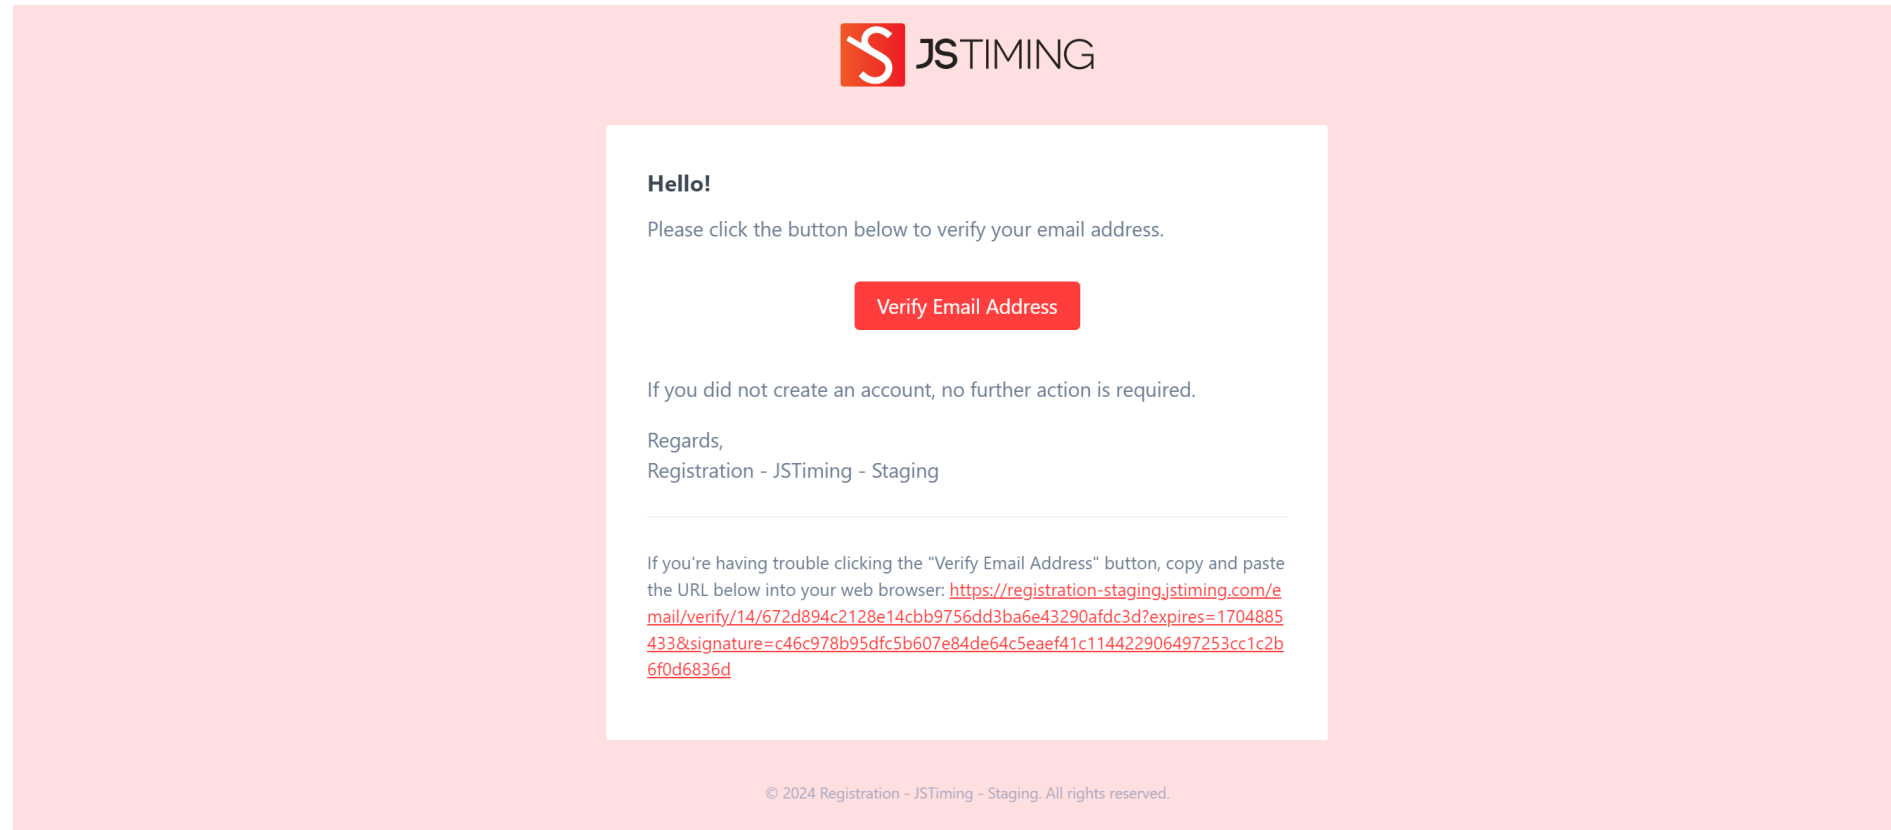 JSTIMING
Hello!
Please click the button below to verify your email address.
Verify Email Address
If you did not create an account, no further action is required.
Regards,
Registration - JSTiming - Staging
If you're having trouble clicking the "Verify Email Address" button, copy and paste
the URL below into your web browser: https://registration-staging.jstiming.com/e
mail/verify/14/672d894c2128e14cbb9756dd3ba6e43290afdc3d?expires=1704885
433&signature=c46c978b95dfc5b607e84de64c5eaef41c114422906497253cc1c2b
6f0d6836d
© 2024 Registration - JSTiming - Staging. All rights reserved.